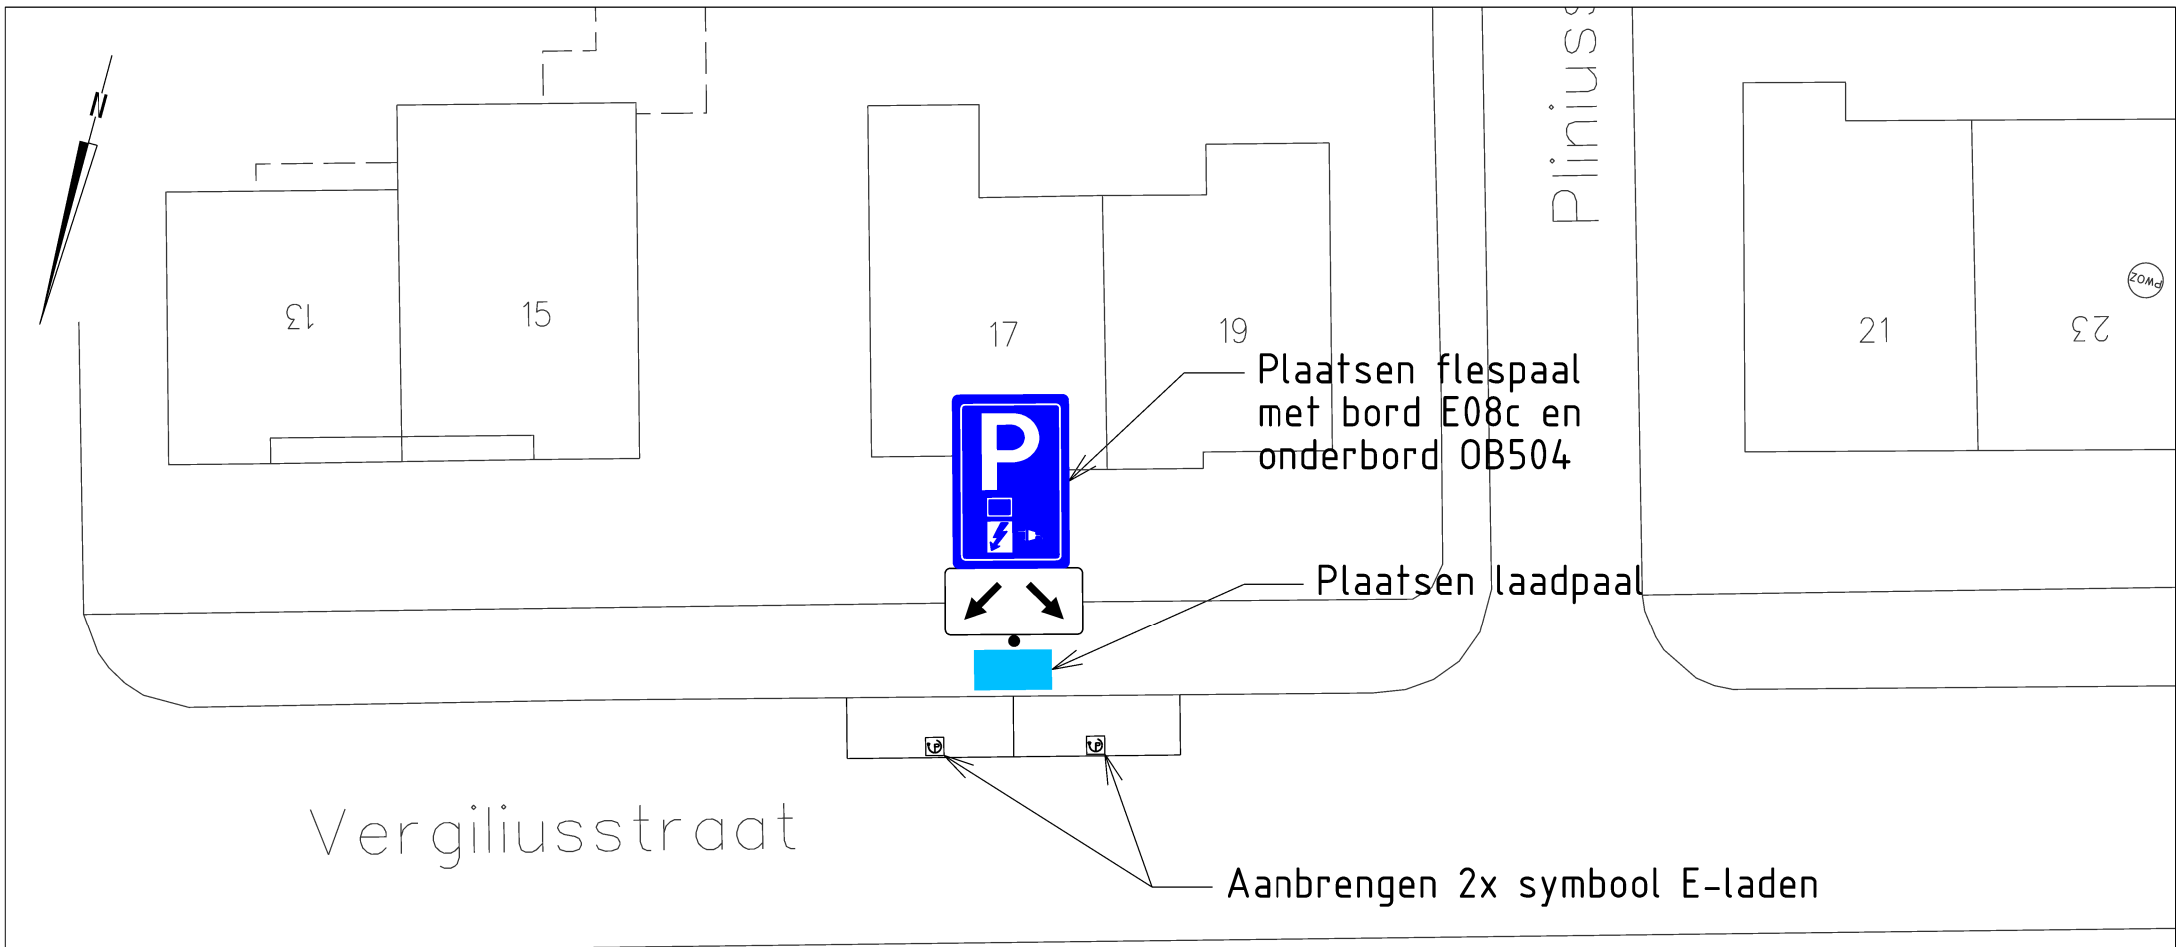 N
Plinius
13
15
17
19
21
23
PWOZ
Plaatsen flespaal
met bord E08c en
onderbord OB504
P
Plaatsen laadpaal
P
P
Vergiliusstraat
Aanbrengen 2x symbool E-laden